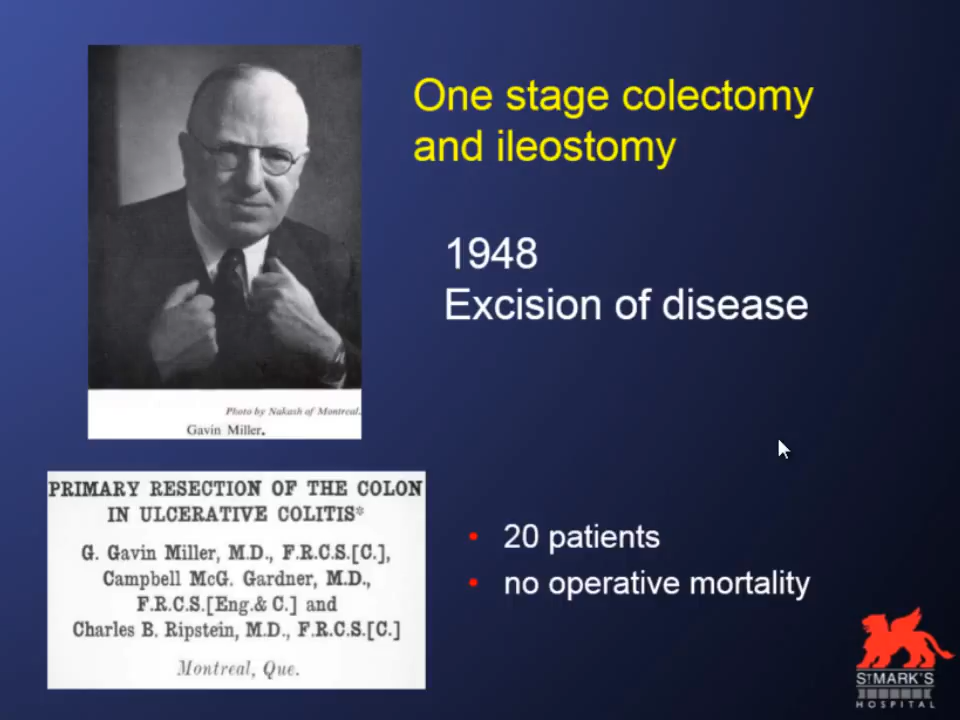 One stage colectomy
and ileostomy
1948
Excision of disease
Photo by Nakash of Montreal.
Gavin Miller.
PRIMARY RESECTION OF THE COLON
IN ULCERATIVE COLITIS*
G. Gavin Miller, M.D., F.R.C.S.[C.],
Campbell McG. Gardner, M.D.,
F.R.C.S.[Eng.& C.] and
Charles B. Ripstein, M.D., F.R.C.S.[C.]
Montreal, Que.
• 20 patients
• no operative mortality
ST MARK'S
HOSPITAL